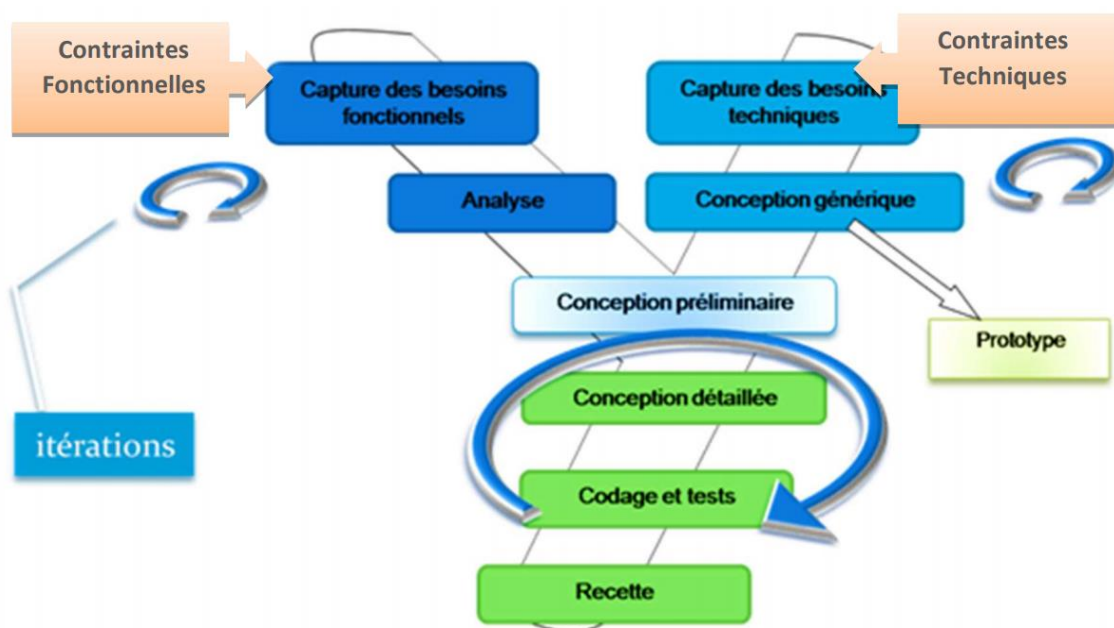 Contraintes
Fonctionnelles
Contraintes
Techniques
Capture des besoins
fonctionnels
Capture des besoins
techniques
Analyse
Conception générique
Conception préliminaire
Prototype
Conception détaillée
itérations
Codage et tests
Recette